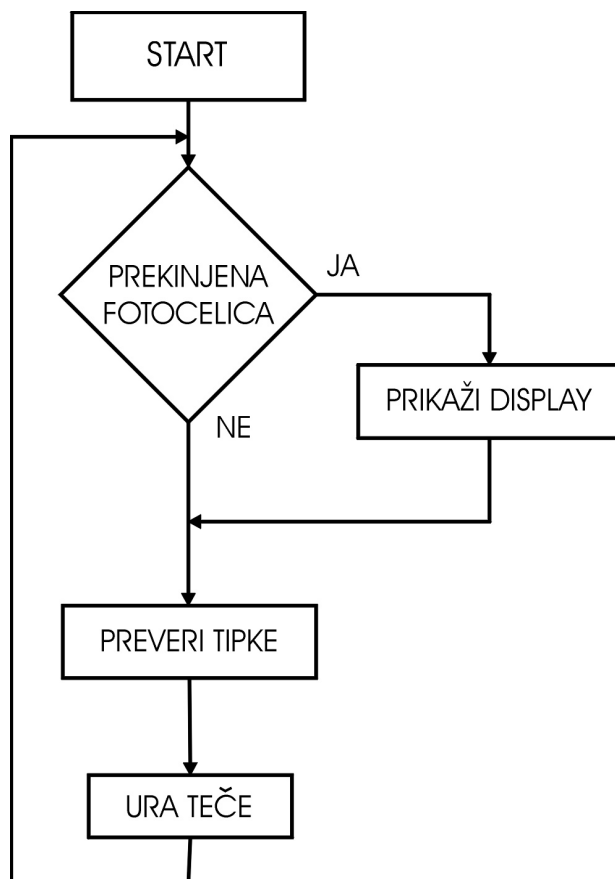 START
PREKINJENA
FOTOCELICA
JA
PRIKAŽI DISPLAY
NE
PREVERI TIPKE
URA TEČE